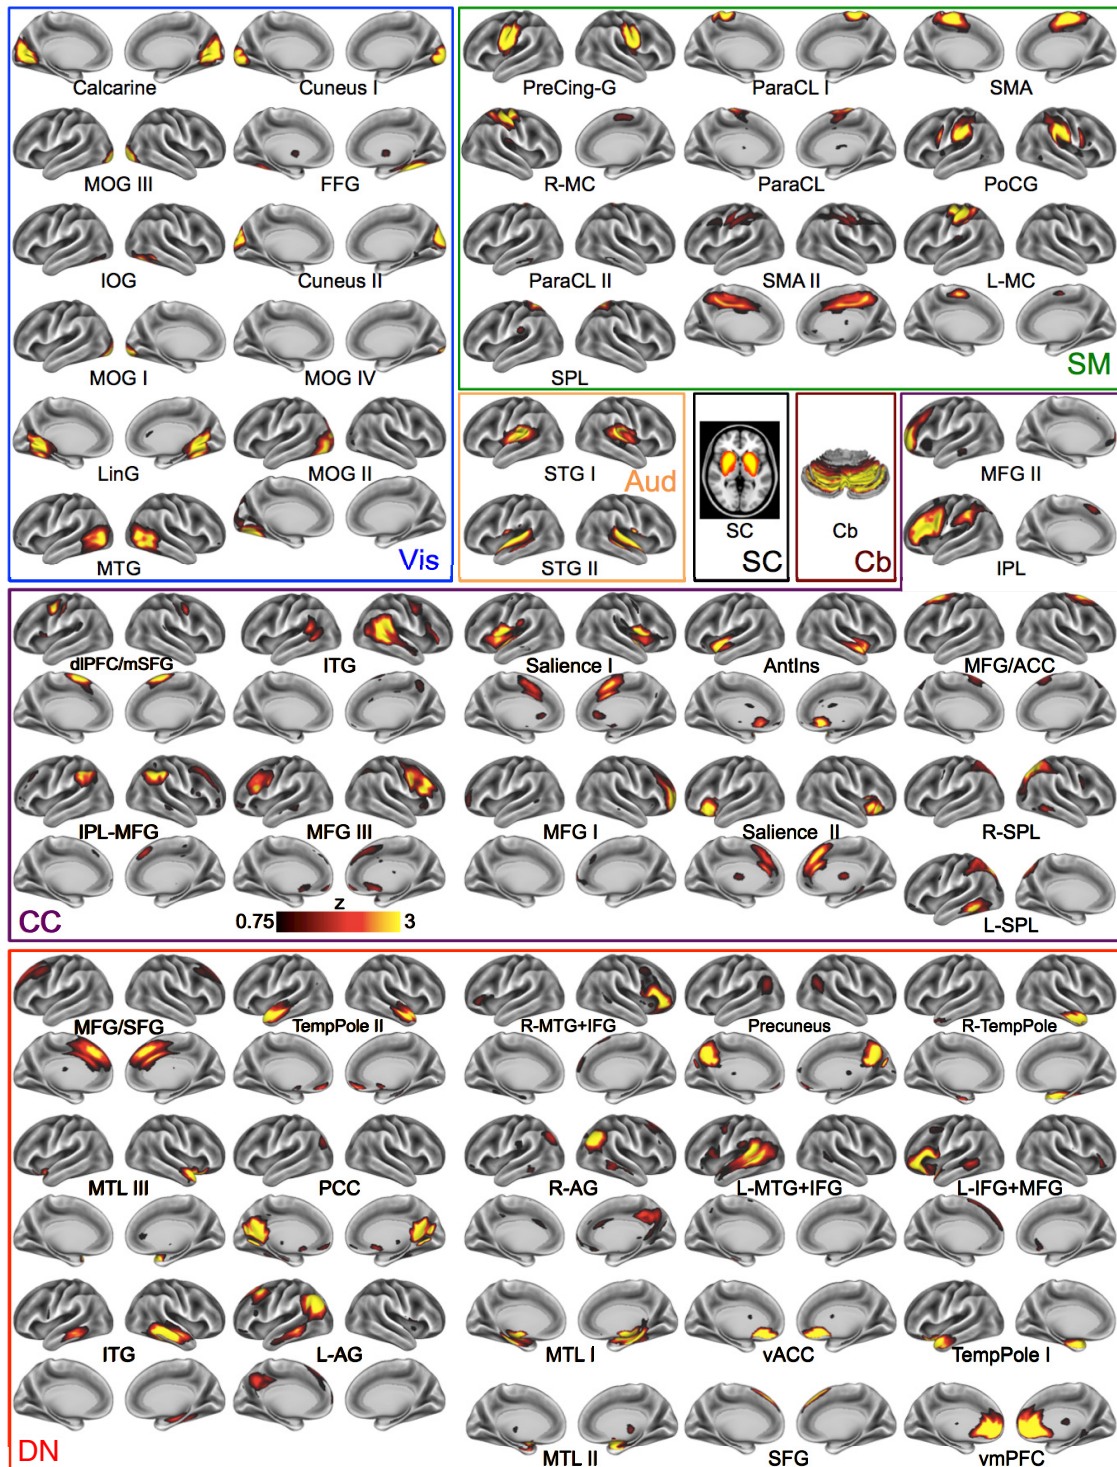 Calcarine
Cuneus I
MOG III
FFG
IOG
Cuneus II
MOG I
MOG IV
LinG
MOG II
MTG
Vis
PreCing-G
ParaCL I
SMA
R-MC
ParaCL
PoCG
ParaCL II
SMA II
L-MC
SPL
SM
STG I
STG II
Aud
SC
SC
Cb
Cb
MFG II
IPL
dlPFC/mSFG
ITG
Salience I
AntIns
MFG/ACC
IPL-MFG
MFG III
MFG I
Salience II
R-SPL
L-SPL
z
0.75
3
CC
MFG/SFG
TempPole II
R-MTG+IFG
Precuneus
R-TempPole
MTL III
PCC
R-AG
L-MTG+IFG
L-IFG+MFG
ITG
L-AG
MTL I
vACC
TempPole I
MTL II
SFG
vmPFC
DN